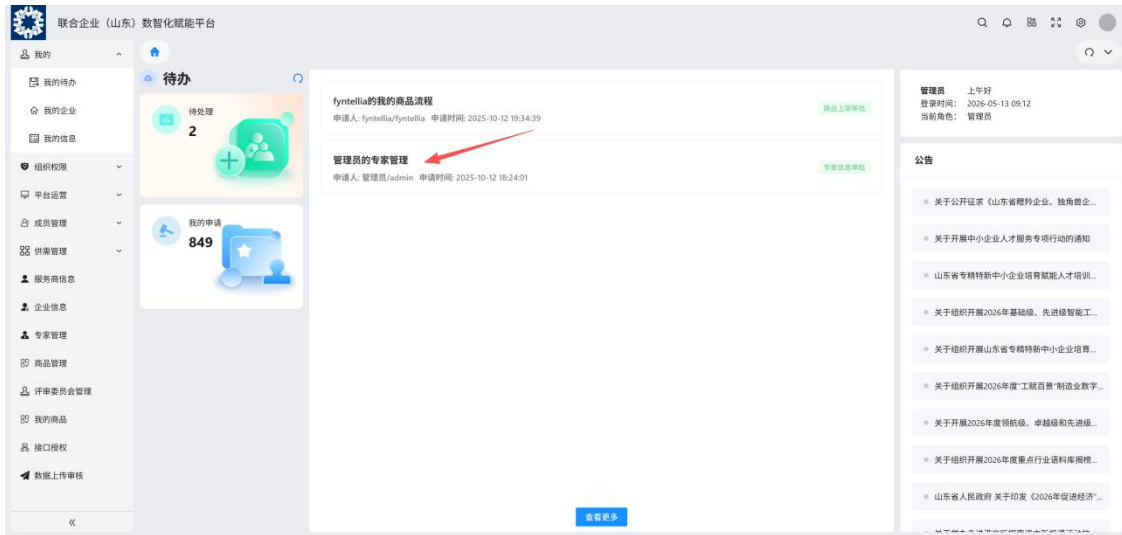 联合企业（山东）数智化赋能平台
我的
我的待办
我的企业
我的信息
组织权限
平台运营
成员管理
供需管理
服务商信息
企业信息
专家管理
商品管理
评审委员会管理
我的商品
接口授权
数据上传审核
待办
待处理
2
我的申请
849
fyntellia的我的商品流程
申请人: fyntellia/fyntellia 申请时间: 2025-10-12 19:34:39
商品上架审批
管理员的专家管理
申请人: 管理员/admin 申请时间: 2025-10-12 18:24:01
专家信息审批
查看更多
管理员 上午好
登录时间: 2026-05-13 09:12
当前角色: 管理员
公告
关于公开征求《山东省瞪羚企业、独角兽企...
关于开展中小企业人才服务专项行动的通知
山东省专精特新中小企业培育赋能人才培训...
关于组织开展2026年基础级、先进级智能工...
关于组织开展山东省专精特新中小企业培育...
关于组织开展2026年度"工赋百景"制造业数字...
关于开展2026年度领航级、卓越级和先进级...
关于组织开展2026年度重点行业语料库揭榜...
山东省人民政府 关于印发《2026年促进经济"...